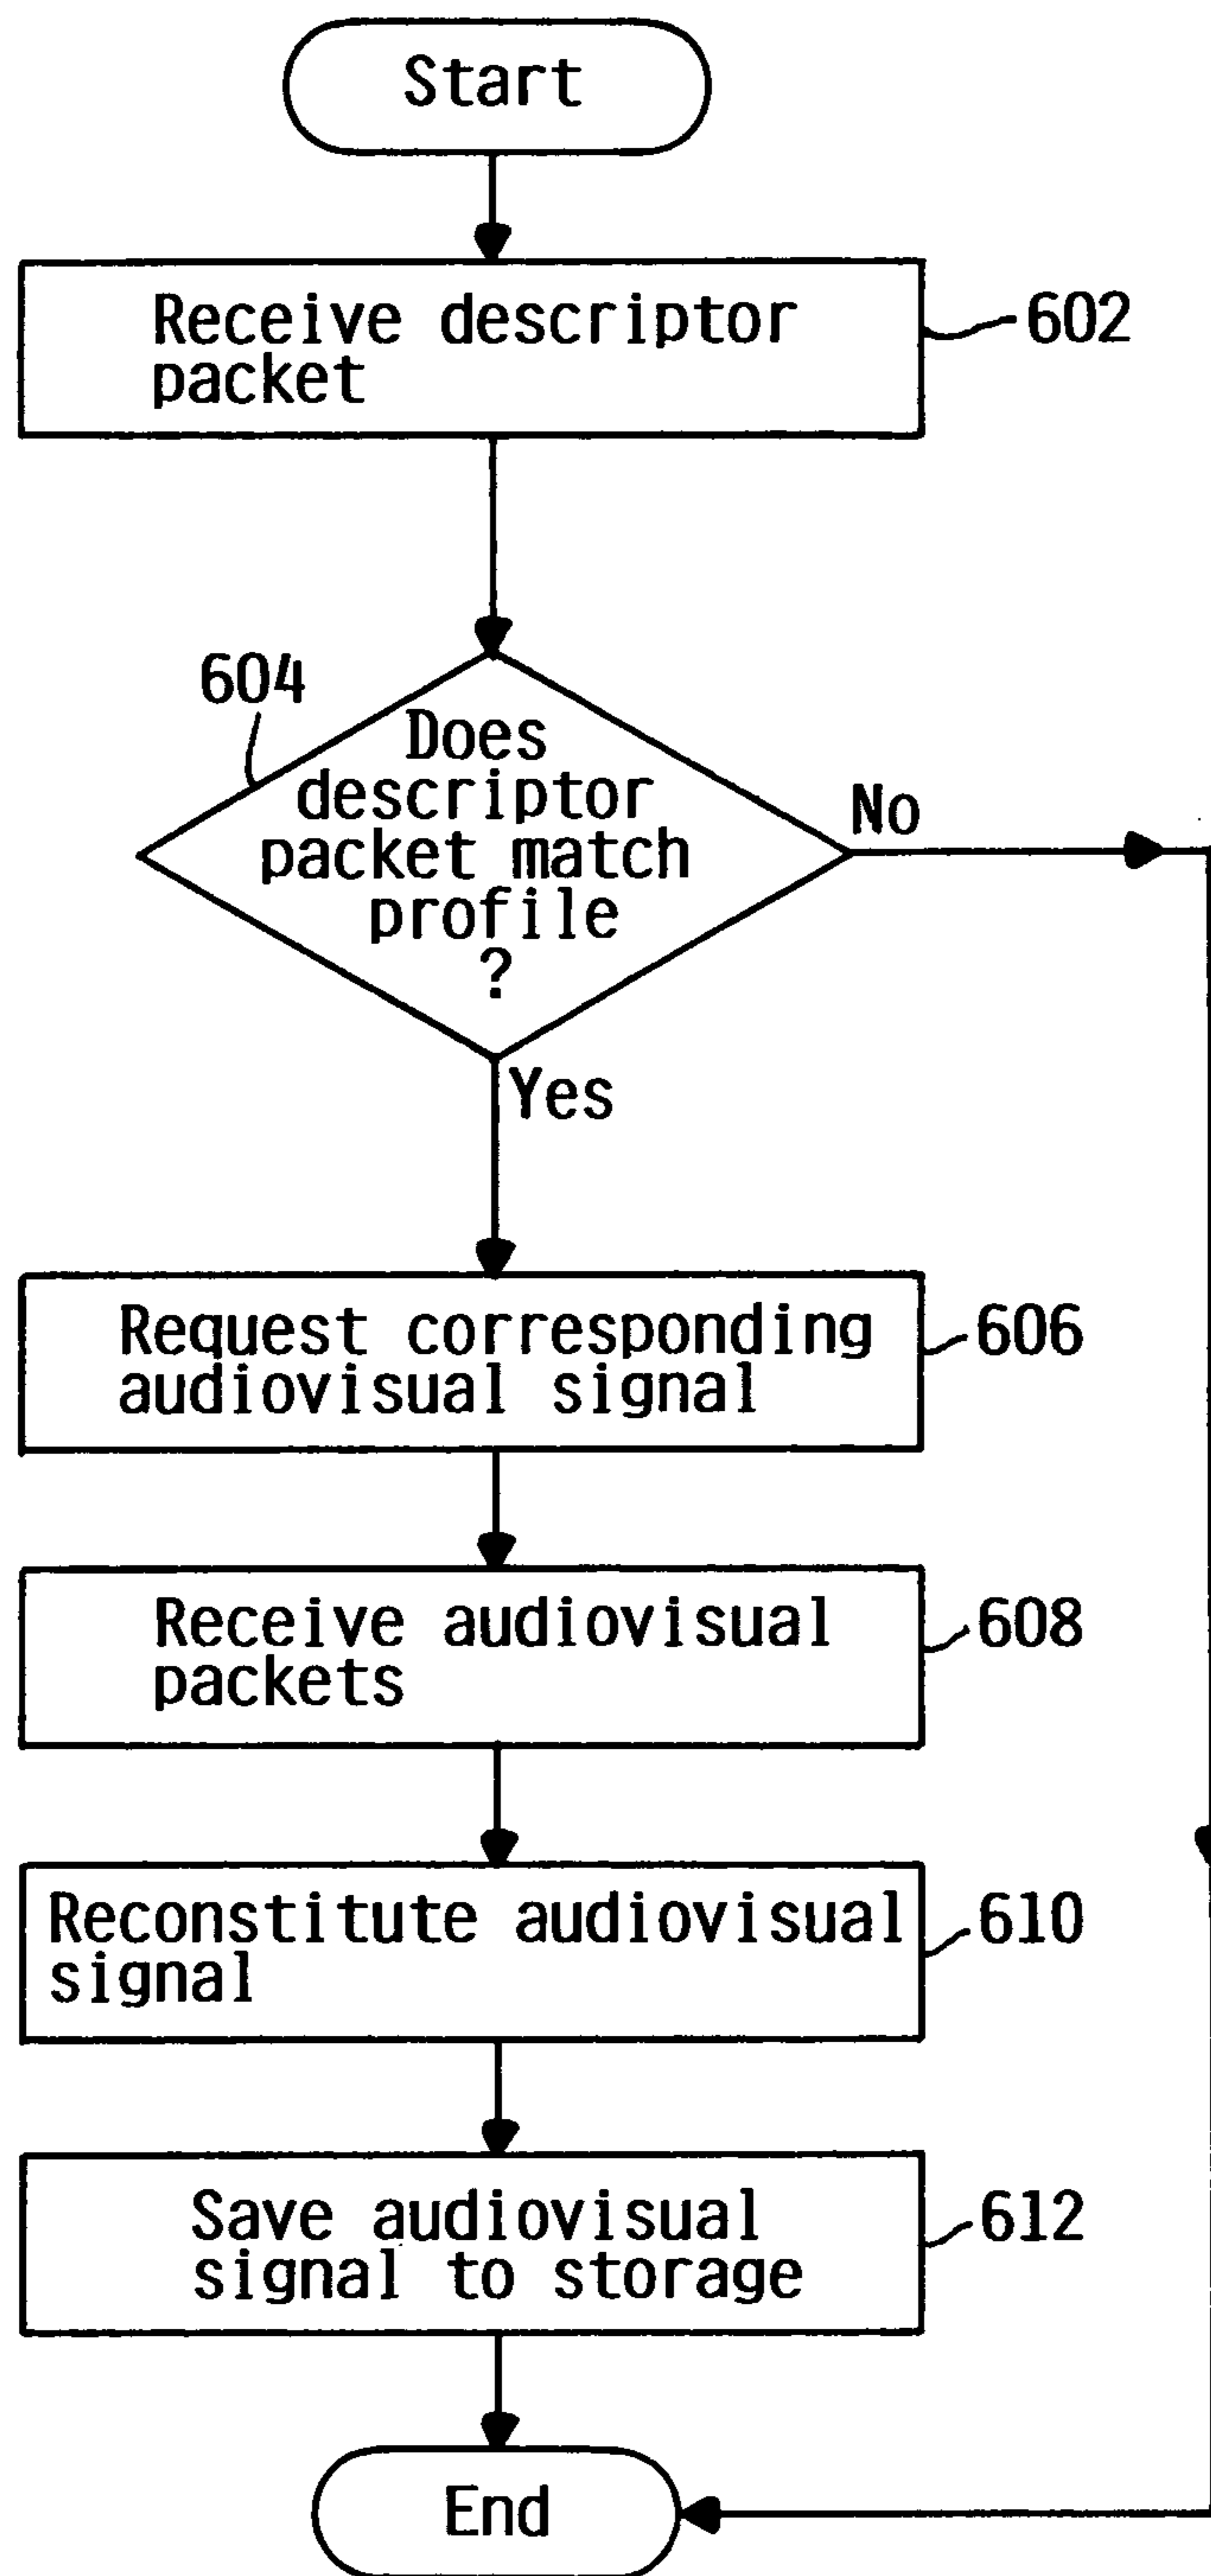 Start
Receive descriptor
packet
602
604
Does
descriptor
packet match
profile
?
No
Yes
Request corresponding
audiovisual signal
606
Receive audiovisual
packets
608
Reconstitute audiovisual
signal
610
Save audiovisual
signal to storage
612
End